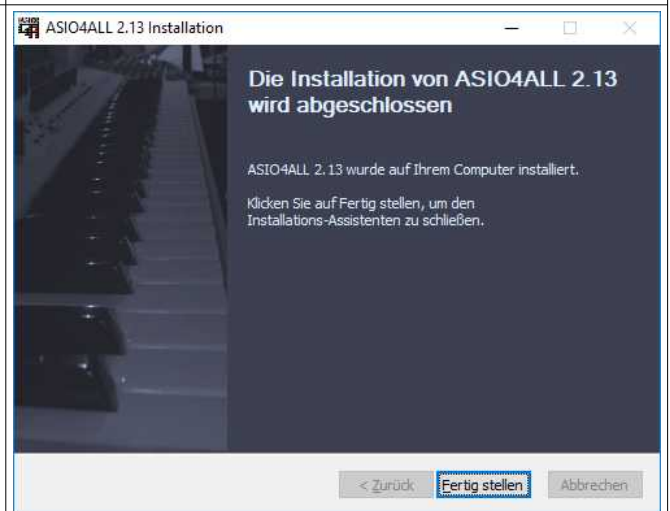 ASIO4ALL 2.13 Installation
Die Installation von ASIO4ALL 2.13
wird abgeschlossen
ASIO4ALL 2.13 wurde auf Ihrem Computer installiert.
Klicken Sie auf Fertig stellen, um den
Installations-Assistenten zu schließen.
< Zurück Fertig stellen Abbrechen